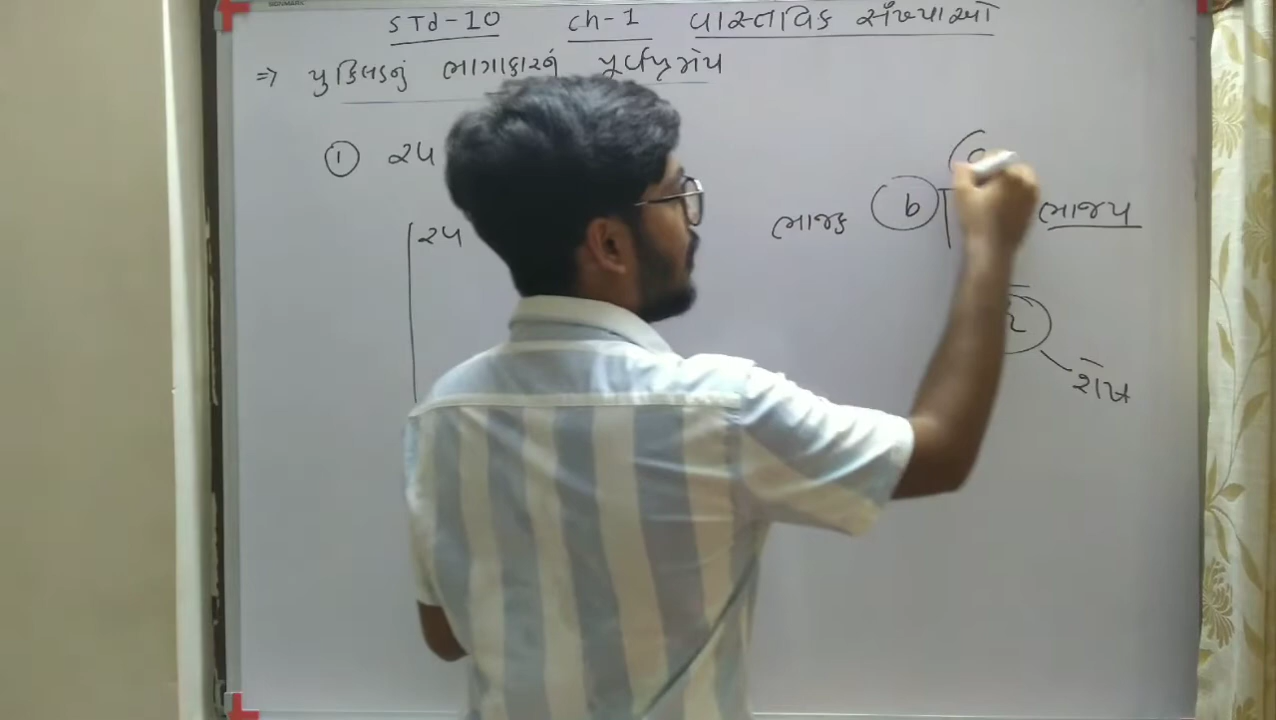 STd-10 ch-1 વાસ્તવિક સંખ્યાઓ
⇒ યુક્લિડનું ભાગાકારનું પૂર્વપ્રમેય
① ૨૫
૨૫ ભાજક b ભાજ્ય
શેષ